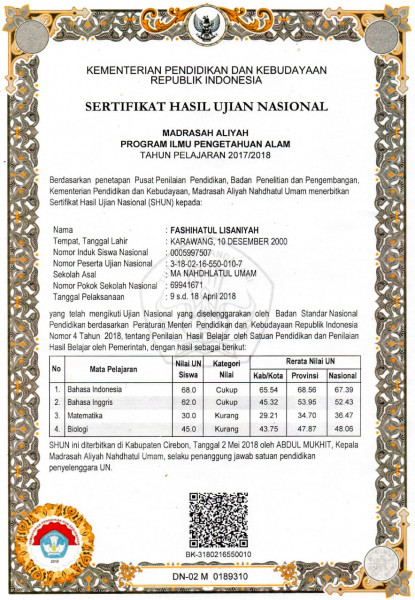 KEMENTERIAN PENDIDIKAN DAN KEBUDAYAAN
REPUBLIK INDONESIA
SERTIFIKAT HASIL UJIAN NASIONAL
MADRASAH ALIYAH
PROGRAM ILMU PENGETAHUAN ALAM
TAHUN PELAJARAN 2017/2018
Berdasarkan penetapan Pusat Penilaian Pendidikan, Badan Penelitian dan Pengembangan,
Kementerian Pendidikan dan Kebudayaan, Madrasah Aliyah Nahdhatul Umam menerbitkan
Sertifikat Hasil Ujian Nasional (SHUN) kepada:
Nama : FASHIHATUL LISANIYAH
Tempat, Tanggal Lahir : KARAWANG, 10 DESEMBER 2000
Nomor Induk Siswa Nasional : 0005997507
Nomor Peserta Ujian Nasional : 3-18-02-16-550-010-7
Sekolah Asal : MA NAHDHLATUL UMAM
Nomor Pokok Sekolah Nasional : 69941671
Tanggal Pelaksanaan : 9 s.d. 18 April 2018
yang telah mengikuti Ujian Nasional yang diselenggarakan oleh Badan Standar Nasional
Pendidikan berdasarkan Peraturan Menteri Pendidikan dan Kebudayaan Republik Indonesia
Nomor 4 Tahun 2018, tentang Penilaian Hasil Belajar oleh Satuan Pendidikan dan Penilaian
Hasil Belajar oleh Pemerintah, dengan hasil sebagai berikut:
No Mata Pelajaran Nilai UN Siswa Kategori Nilai Rerata Nilai UN
Kab/Kota Provinsi Nasional
1. Bahasa Indonesia 68.0 Cukup 65.54 68.56 67.39
2. Bahasa Inggris 62.0 Cukup 45.32 53.95 52.43
3. Matematika 30.0 Kurang 29.21 34.70 36.47
4. Biologi 45.0 Kurang 43.75 47.87 48.06
SHUN ini diterbitkan di Kabupaten Cirebon, Tanggal 2 Mei 2018 oleh ABDUL MUKHIT, Kepala
Madrasah Aliyah Nahdhatul Umam, selaku penanggung jawab satuan pendidikan
penyelenggara UN.
BK-3180216550010
2018
DN-02 M 0189310